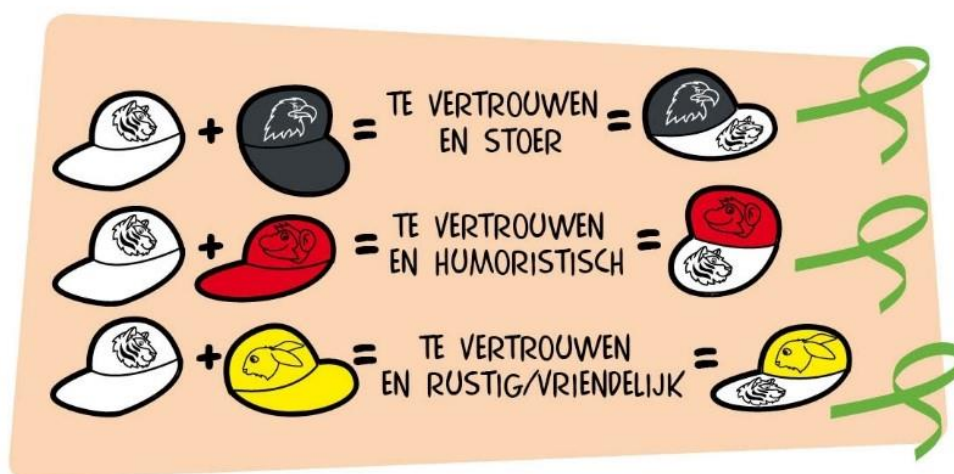 + = TE VERTROUWEN
EN STOER =
+ = TE VERTROUWEN
EN HUMORISTISCH =
+ = TE VERTROUWEN
EN RUSTIG/VRIENDELIJK =